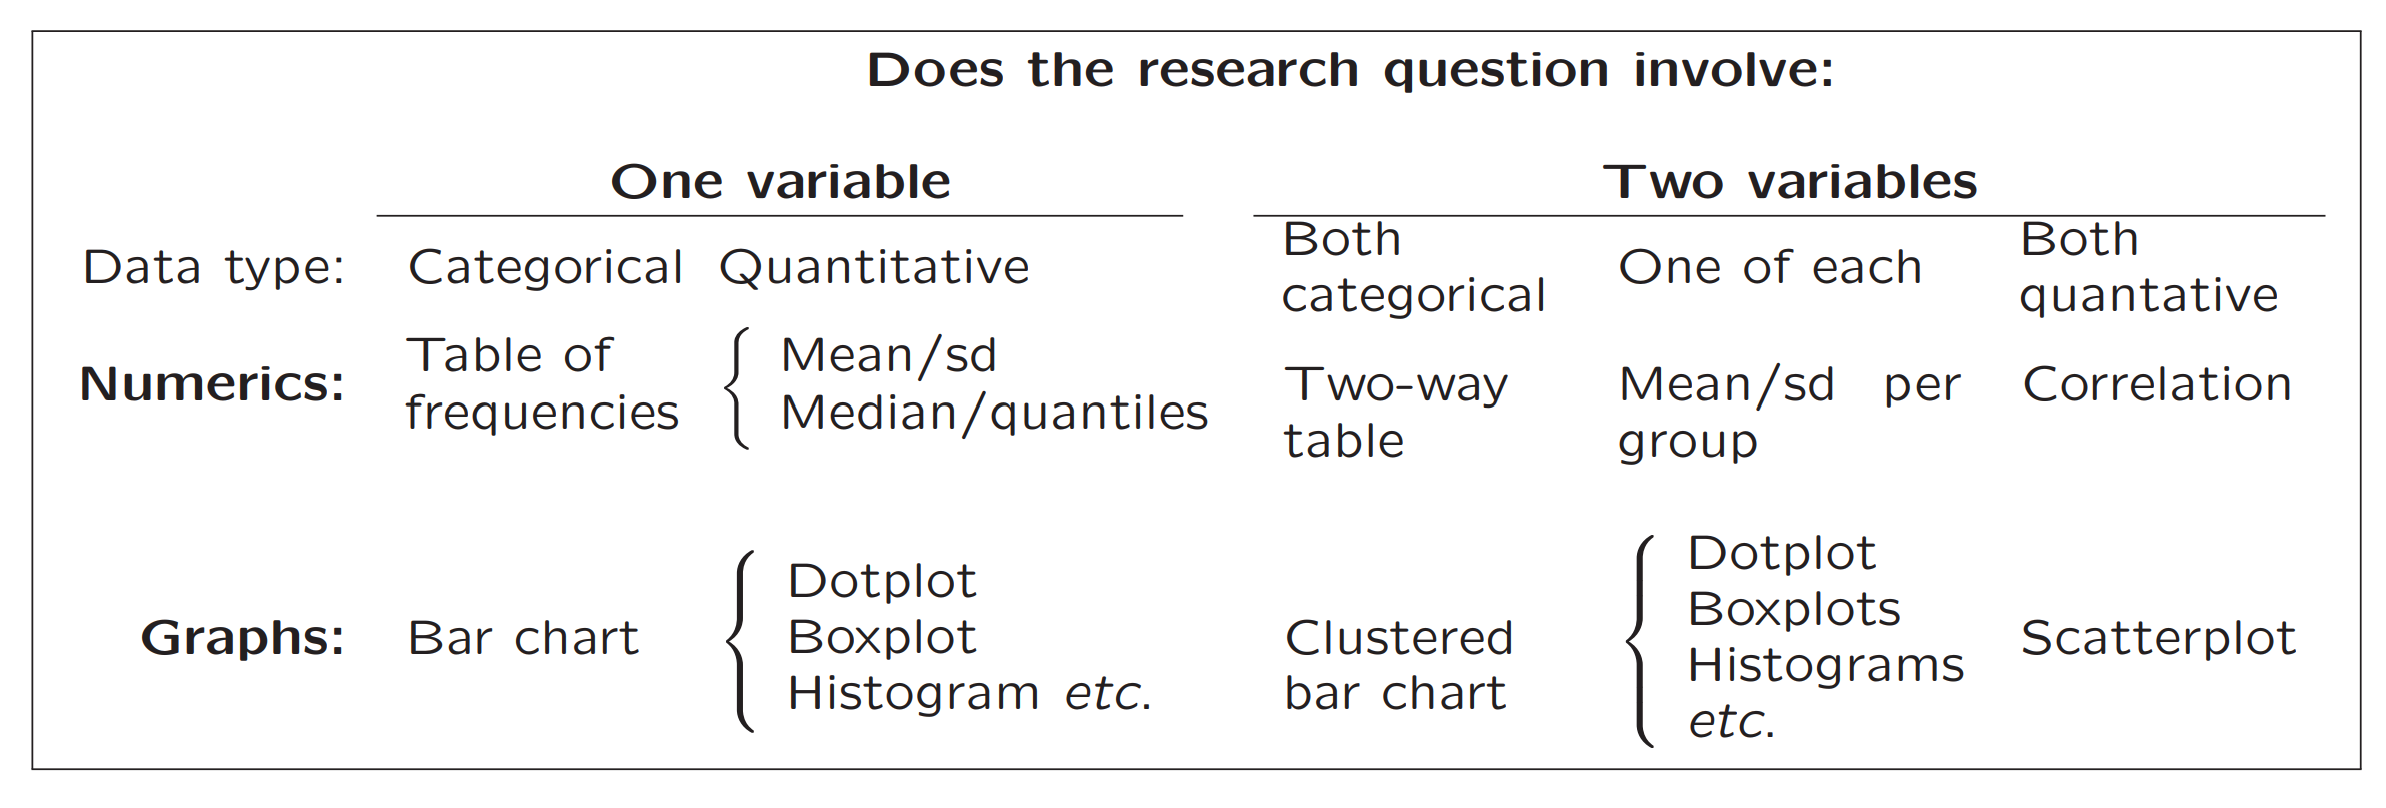 Does the research question involve:
One variable Two variables
Data type: Categorical Quantitative Both categorical One of each Both quantative
Numerics: Table of frequencies Mean/sd Median/quantiles Two-way table Mean/sd per group Correlation
Graphs: Bar chart Dotplot Boxplot Histogram etc. Clustered bar chart Dotplot Boxplots Histograms etc. Scatterplot